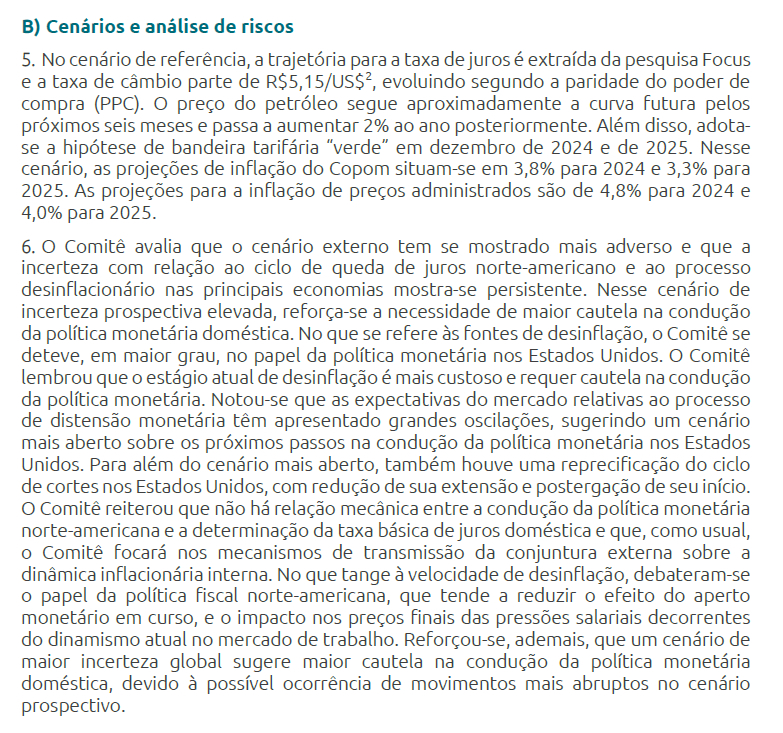 B) Cenários e análise de riscos
5. No cenário de referência, a trajetória para a taxa de juros é extraída da pesquisa Focus
e a taxa de câmbio parte de R$5,15/US$², evoluindo segundo a paridade do poder de
compra (PPC). O preço do petróleo segue aproximadamente a curva futura pelos
próximos seis meses e passa a aumentar 2% ao ano posteriormente. Além disso, adota-
se a hipótese de bandeira tarifária “verde” em dezembro de 2024 e de 2025. Nesse
cenário, as projeções de inflação do Copom situam-se em 3,8% para 2024 e 3,3% para
2025. As projeções para a inflação de preços administrados são de 4,8% para 2024 e
4,0% para 2025.
6. O Comitê avalia que o cenário externo tem se mostrado mais adverso e que a
incerteza com relação ao ciclo de queda de juros norte-americano e ao processo
desinflacionário nas principais economias mostra-se persistente. Nesse cenário de
incerteza prospectiva elevada, reforça-se a necessidade de maior cautela na condução
da política monetária doméstica. No que se refere às fontes de desinflação, o Comitê se
deteve, em maior grau, no papel da política monetária nos Estados Unidos. O Comitê
lembrou que o estágio atual de desinflação é mais custoso e requer cautela na condução
da política monetária. Notou-se que as expectativas do mercado relativas ao processo
de distensão monetária têm apresentado grandes oscilações, sugerindo um cenário
mais aberto sobre os próximos passos na condução da política monetária nos Estados
Unidos. Para além do cenário mais aberto, também houve uma reprecificação do ciclo
de cortes nos Estados Unidos, com redução de sua extensão e postergação de seu início.
O Comitê reiterou que não há relação mecânica entre a condução da política monetária
norte-americana e a determinação da taxa básica de juros doméstica e que, como usual,
o Comitê focará nos mecanismos de transmissão da conjuntura externa sobre a
dinâmica inflacionária interna. No que tange à velocidade de desinflação, debateram-se
o papel da política fiscal norte-americana, que tende a reduzir o efeito do aperto
monetário em curso, e o impacto nos preços finais das pressões salariais decorrentes
do dinamismo atual no mercado de trabalho. Reforçou-se, ademais, que um cenário de
maior incerteza global sugere maior cautela na condução da política monetária
doméstica, devido à possível ocorrência de movimentos mais abruptos no cenário
prospectivo.